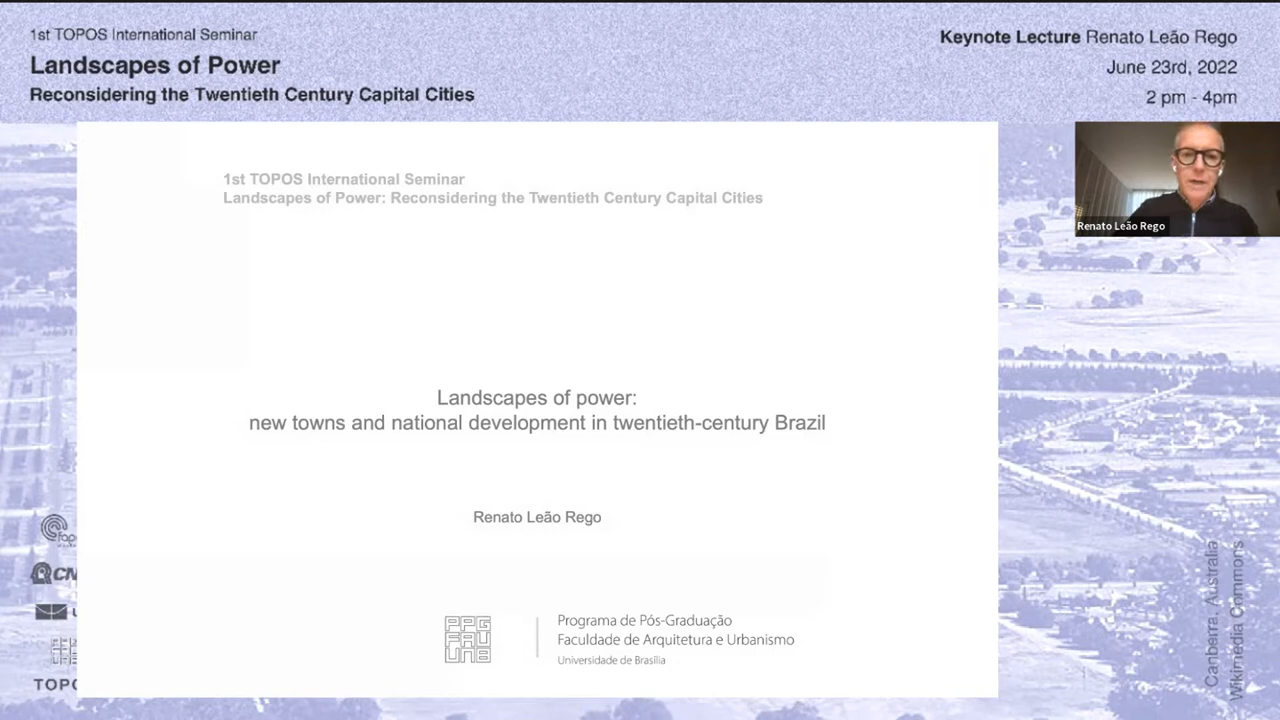 1st TOPOS International Seminar
Landscapes of Power
Reconsidering the Twentieth Century Capital Cities
Keynote Lecture Renato Leão Rego
June 23rd, 2022
2 pm - 4pm
1st TOPOS International Seminar
Landscapes of Power: Reconsidering the Twentieth Century Capital Cities
Renato Leão Rego
Landscapes of power:
new towns and national development in twentieth-century Brazil
Renato Leão Rego
PPG
FAU
UNB
Programa de Pós-Graduação
Faculdade de Arquitetura e Urbanismo
Universidade de Brasília
CN
TOPO
Canberra, Australia
Wikimedia Commons